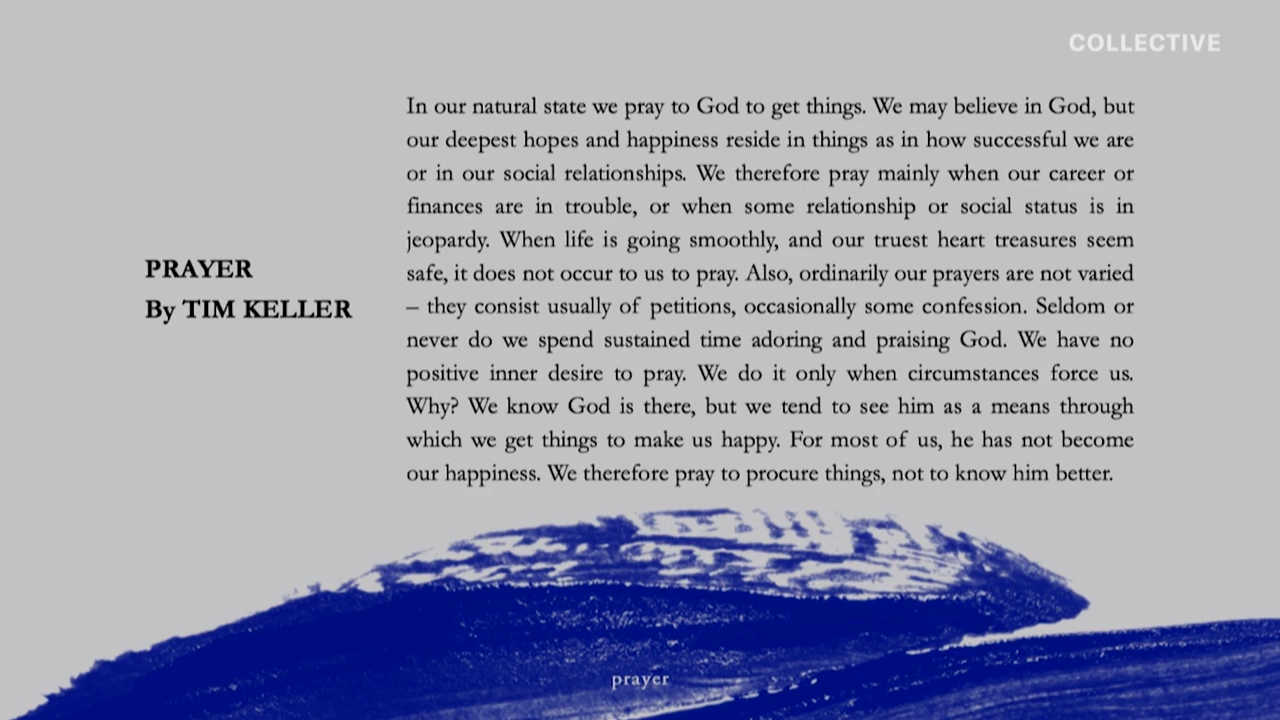 COLLECTIVE
PRAYER
By TIM KELLER
In our natural state we pray to God to get things. We may believe in God, but
our deepest hopes and happiness reside in things as in how successful we are
or in our social relationships. We therefore pray mainly when our career or
finances are in trouble, or when some relationship or social status is in
jeopardy. When life is going smoothly, and our truest heart treasures seem
safe, it does not occur to us to pray. Also, ordinarily our prayers are not varied
– they consist usually of petitions, occasionally some confession. Seldom or
never do we spend sustained time adoring and praising God. We have no
positive inner desire to pray. We do it only when circumstances force us.
Why? We know God is there, but we tend to see him as a means through
which we get things to make us happy. For most of us, he has not become
our happiness. We therefore pray to procure things, not to know him better.
prayer